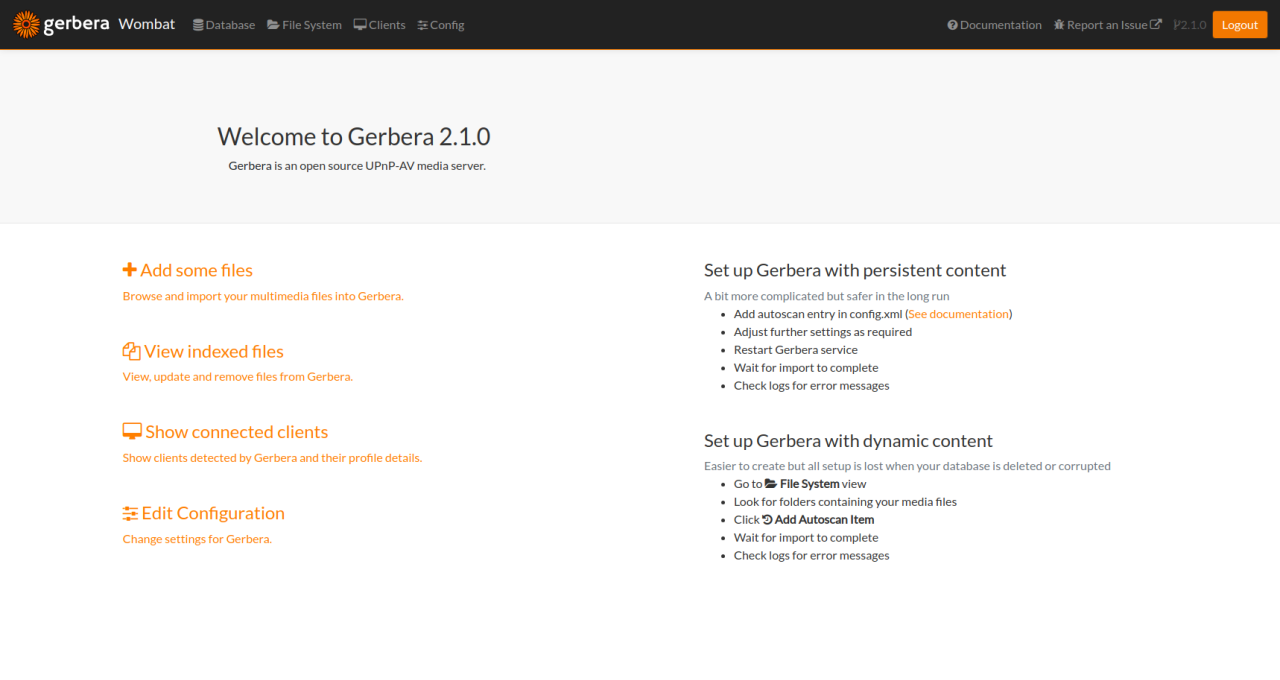 gerbera Wombat Database File System Clients Config Documentation Report an Issue 2.1.0 Logout
Welcome to Gerbera 2.1.0
Gerbera is an open source UPnP-AV media server.
Add some files
Browse and import your multimedia files into Gerbera.
View indexed files
View, update and remove files from Gerbera.
Show connected clients
Show clients detected by Gerbera and their profile details.
Edit Configuration
Change settings for Gerbera.
Set up Gerbera with persistent content
A bit more complicated but safer in the long run
Add autoscan entry in config.xml (See documentation)
Adjust further settings as required
Restart Gerbera service
Wait for import to complete
Check logs for error messages
Set up Gerbera with dynamic content
Easier to create but all setup is lost when your database is deleted or corrupted
Go to File System view
Look for folders containing your media files
Click Add Autoscan Item
Wait for import to complete
Check logs for error messages